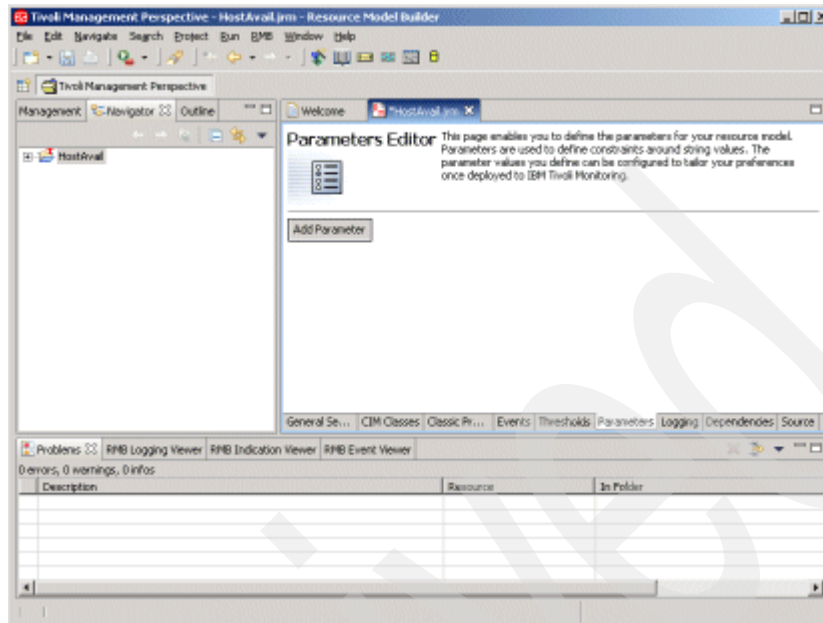 Tivoli Management Perspective - HostAvail.jrm - Resource Model Builder
File Edit Navigate Search Project Run RMB Window Help
Tivoli Management Perspective
Management Navigator Outline
Welcome *HostAvail.jrm
HostAvail
Parameters Editor
This page enables you to define the parameters for your resource model.
Parameters are used to define constraints around string values. The
parameter values you define can be configured to tailor your preferences
once deployed to IBM Tivoli Monitoring.
Add Parameter
General Se... CIM Classes Classic Pr... Events Thresholds Parameters Logging Dependencies Source
Problems RMB Logging Viewer RMB Indication Viewer RMB Event Viewer
0 errors, 0 warnings, 0 infos
Description Resource In Folder